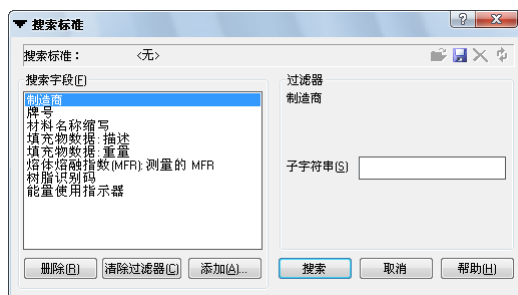 搜索标准
搜索标准： <无>
搜索字段(F)
制造商
牌号
材料名称缩写
填充物数据:描述
填充物数据:重量
熔体熔融指数(MFR):测量的 MFR
树脂识别码
能量使用指示器
过滤器
制造商
子字符串(S)
删除(R) 清除过滤器(C) 添加(A)... 搜索 取消 帮助(H)